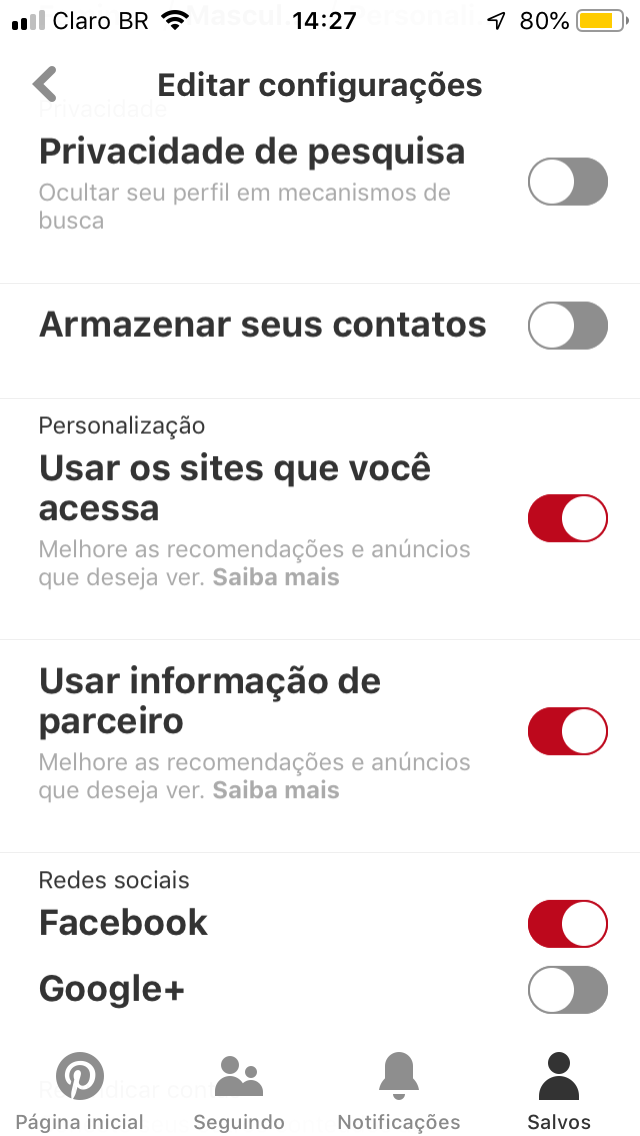 Claro BR 14:27 80%
Editar configurações
Privacidade
Privacidade de pesquisa
Ocultar seu perfil em mecanismos de
busca
Armazenar seus contatos
Personalização
Usar os sites que você
acessa
Melhore as recomendações e anúncios
que deseja ver. Saiba mais
Usar informação de
parceiro
Melhore as recomendações e anúncios
que deseja ver. Saiba mais
Redes sociais
Facebook
Google+
Página inicial Seguindo Notificações Salvos